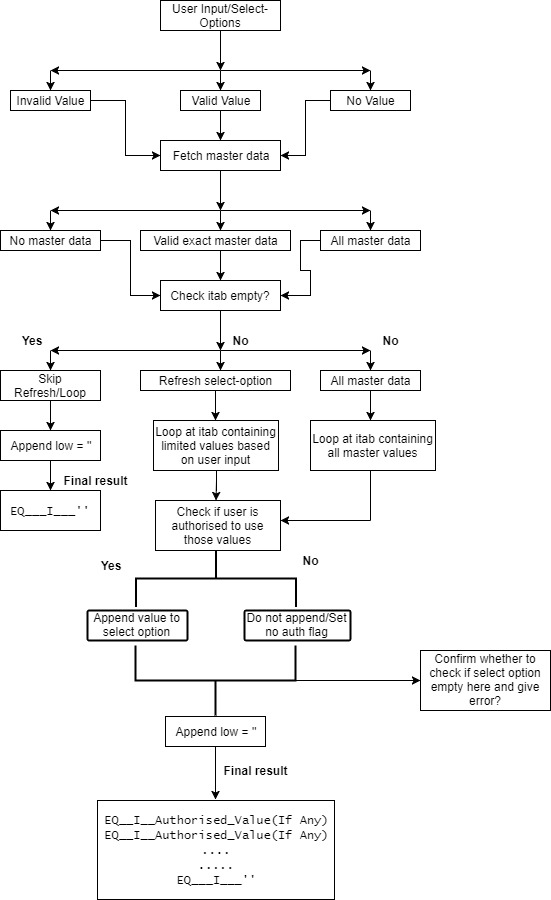 User Input/Select-
Options
Invalid Value
Valid Value
No Value
Fetch master data
No master data
Valid exact master data
All master data
Check itab empty?
Yes
No
No
Skip
Refresh/Loop
Refresh select-option
All master data
Append low = ''
Loop at itab containing
limited values based
on user input
Loop at itab containing
all master values
Final result
EQ___I___''
Check if user is
authorised to use
those values
Yes
No
Append value to
select option
Do not append/Set
no auth flag
Confirm whether to
check if select option
empty here and give
error?
Append low = ''
Final result
EQ__I__Authorised_Value(If Any)
EQ__I__Authorised_Value(If Any)
....
.....
EQ___I___''